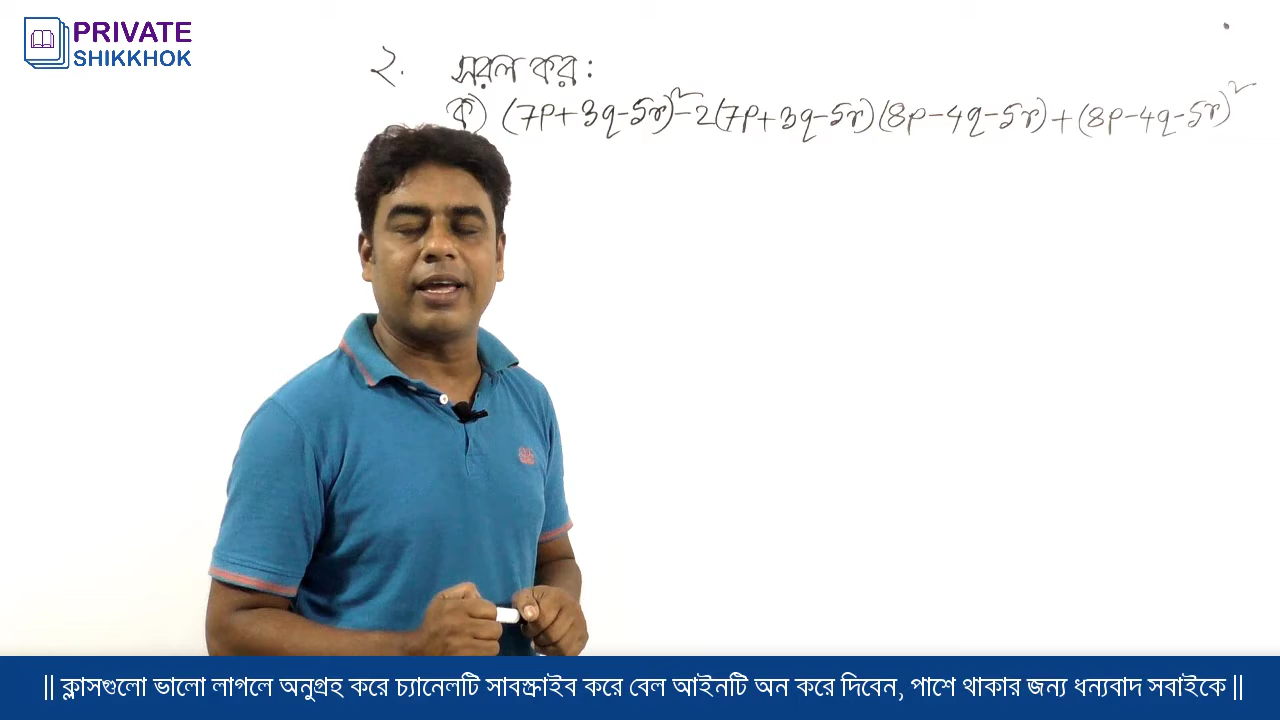 PRIVATE
SHIKKHOK
২. সরল কর :
ক) (7p+3q-5r)²-2(7p+3q-5r)(8p-4q-5r)+(8p-4q-5r)²
|| ক্লাসগুলো ভালো লাগলে অনুগ্রহ করে চ্যানেলটি সাবস্ক্রাইব করে বেল আইনটি অন করে দিবেন, পাশে থাকার জন্য ধন্যবাদ সবাইকে ||